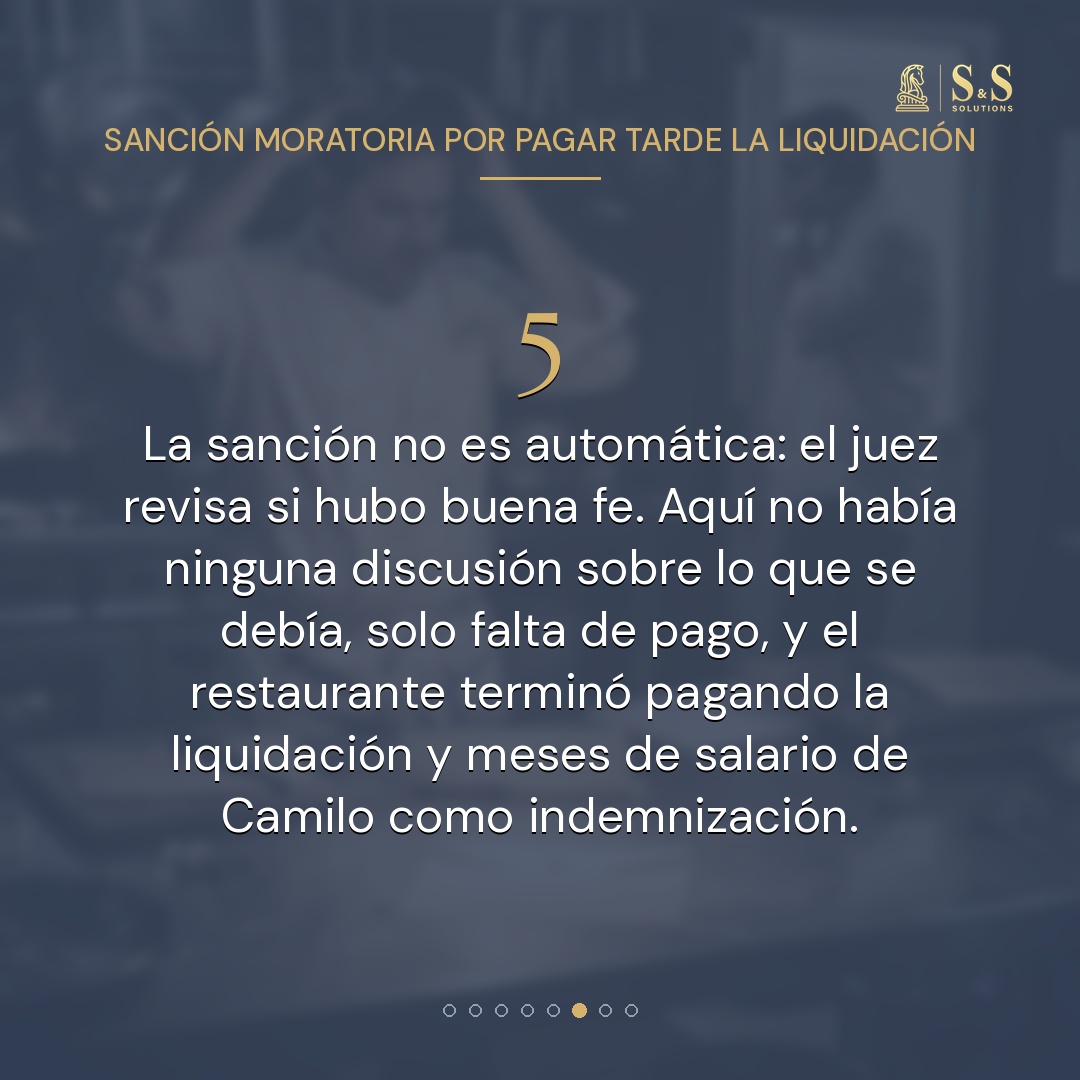 S&S
SOLUTIONS
SANCIÓN MORATORIA POR PAGAR TARDE LA LIQUIDACIÓN
5
La sanción no es automática: el juez
revisa si hubo buena fe. Aquí no había
ninguna discusión sobre lo que se
debía, solo falta de pago, y el
restaurante terminó pagando la
liquidación y meses de salario de
Camilo como indemnización.